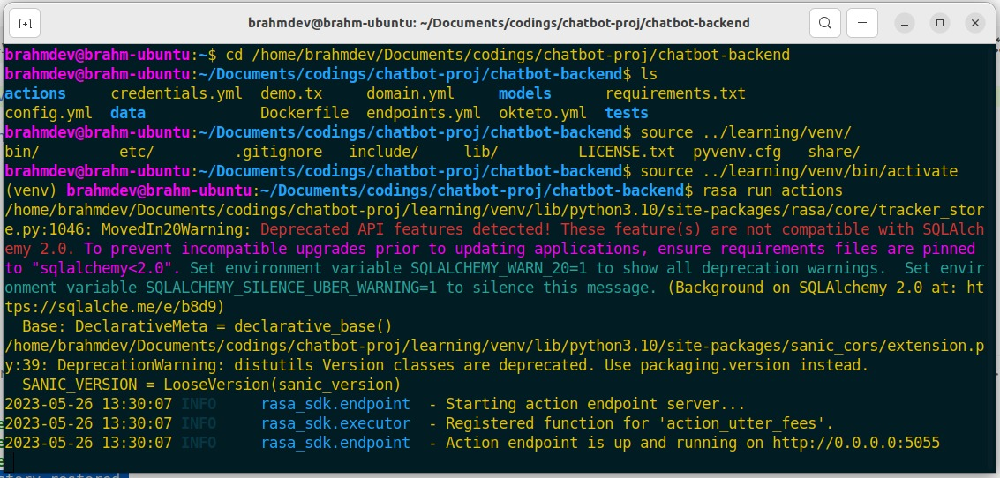 brahmdev@brahm-ubuntu: ~/Documents/codings/chatbot-proj/chatbot-backend
brahmdev@brahm-ubuntu:~$ cd /home/brahmdev/Documents/codings/chatbot-proj/chatbot-backend
brahmdev@brahm-ubuntu:~/Documents/codings/chatbot-proj/chatbot-backend$ ls
actions     credentials.yml  demo.tx     domain.yml     models      requirements.txt
config.yml  data             Dockerfile  endpoints.yml  okteto.yml  tests
brahmdev@brahm-ubuntu:~/Documents/codings/chatbot-proj/chatbot-backend$ source ../learning/venv/
bin/         etc/         .gitignore   include/     lib/         LICENSE.txt  pyvenv.cfg   share/
brahmdev@brahm-ubuntu:~/Documents/codings/chatbot-proj/chatbot-backend$ source ../learning/venv/bin/activate
(venv) brahmdev@brahm-ubuntu:~/Documents/codings/chatbot-proj/chatbot-backend$ rasa run actions
/home/brahmdev/Documents/codings/chatbot-proj/learning/venv/lib/python3.10/site-packages/rasa/core/tracker_stor
e.py:1046: MovedIn20Warning: Deprecated API features detected! These feature(s) are not compatible with SQLAlch
emy 2.0. To prevent incompatible upgrades prior to updating applications, ensure requirements files are pinned
to "sqlalchemy<2.0". Set environment variable SQLALCHEMY_WARN_20=1 to show all deprecation warnings.  Set envir
onment variable SQLALCHEMY_SILENCE_UBER_WARNING=1 to silence this message. (Background on SQLAlchemy 2.0 at: ht
tps://sqlalche.me/e/b8d9)
  Base: DeclarativeMeta = declarative_base()
/home/brahmdev/Documents/codings/chatbot-proj/learning/venv/lib/python3.10/site-packages/sanic_cors/extension.p
y:39: DeprecationWarning: distutils Version classes are deprecated. Use packaging.version instead.
  SANIC_VERSION = LooseVersion(sanic_version)
2023-05-26 13:30:07 INFO     rasa_sdk.endpoint  - Starting action endpoint server...
2023-05-26 13:30:07 INFO     rasa_sdk.executor  - Registered function for 'action_utter_fees'.
2023-05-26 13:30:07 INFO     rasa_sdk.endpoint  - Action endpoint is up and running on http://0.0.0.0:5055
restored